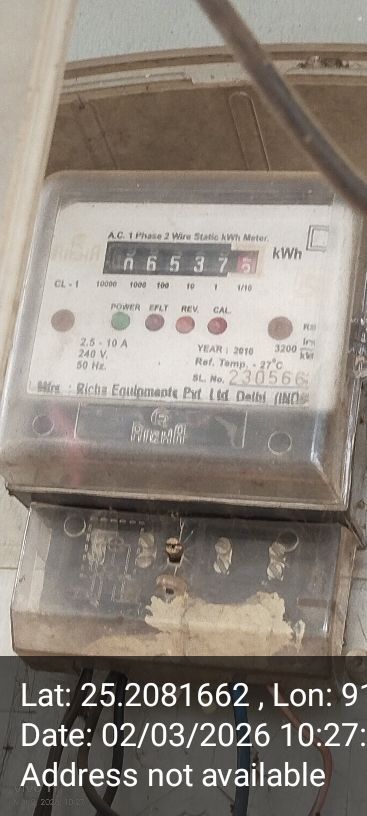 A.C. 1 Phase 2 Wire Static kWh Meter.
0 6 5 3 7 5 kWh
CL - 1 10000 1000 100 10 1 1/10
POWER EFLT REV. CAL.
2.5 - 10 A
240 V.
50 Hz.
YEAR : 2010 3200
Ref. Temp. - 27°C
SL. No. 230566
Mfrs. : Richa Equipments Pvt. Ltd. Delhi
RICHA
Lat: 25.2081662 , Lon: 91
Date: 02/03/2026 10:27:
Address not available